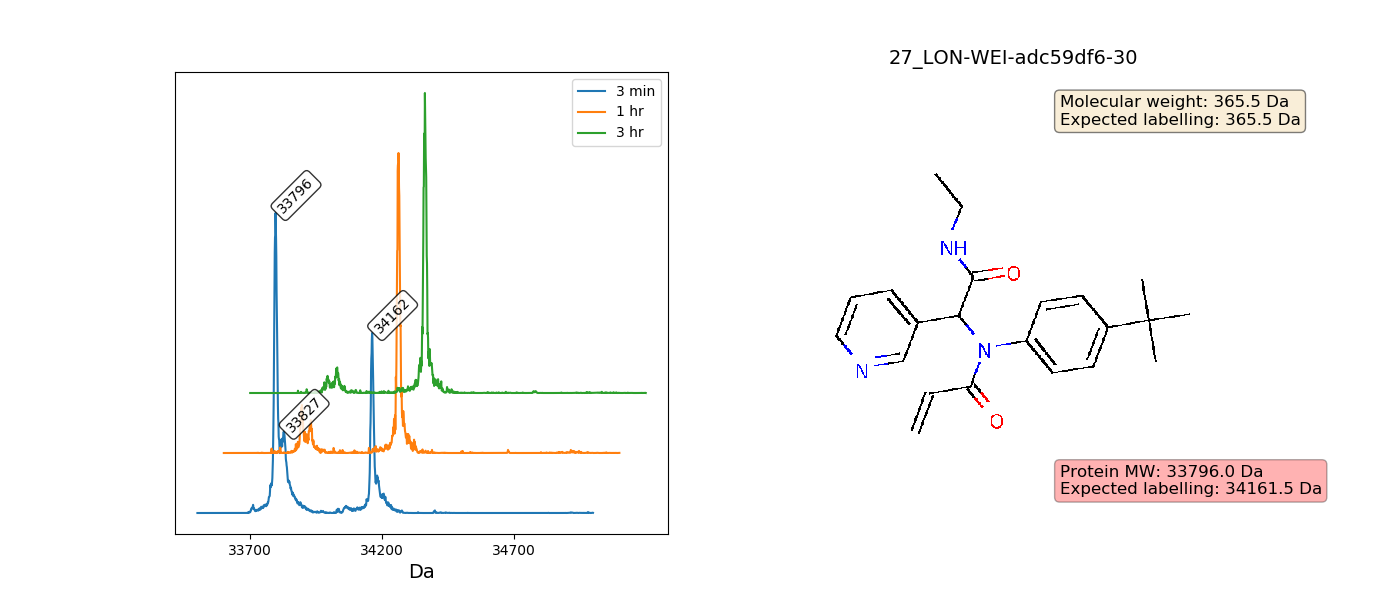 27_LON-WEI-adc59df6-30
3 min
1 hr
3 hr
33796
34162
33827
33700
34200
34700
Da
Molecular weight: 365.5 Da
Expected labelling: 365.5 Da
NH
O
N
N
O
Protein MW: 33796.0 Da
Expected labelling: 34161.5 Da